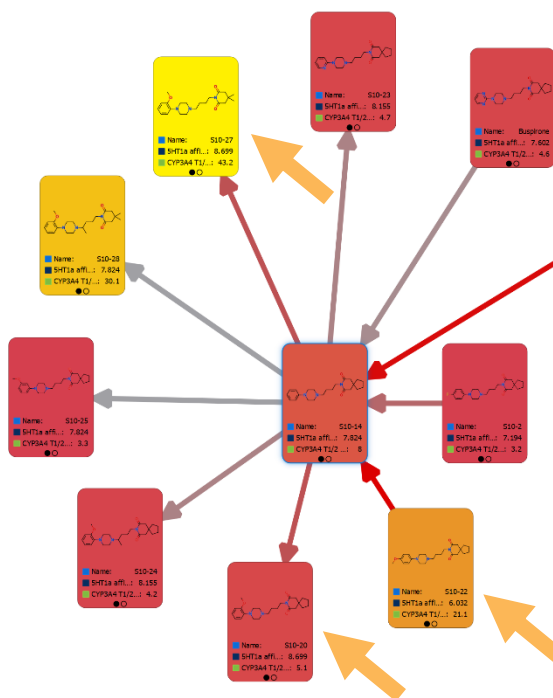 Name: S10-23
5HT1a affi...: 8.155
CYP3A4 T1/2... 4.7
Name: S10-27
5HT1a affi...: 8.699
CYP3A4 T1/...: 43.2
Name: Buspirone
5HT1a affi...: 7.602
CYP3A4 T1/...: 4.6
Name: S10-28
5HT1a affi...: 7.824
CYP3A4 T1/...: 30.1
Name: S10-25
5HT1a affi...: 7.824
CYP3A4 T1/2...: 3.3
Name: S10-14
5HT1a affi...: 7.824
CYP3A4 T1/2 ... 8
Name: S10-2
5HT1a affi...: 7.194
CYP3A4 T1/2...: 3.2
Name: S10-24
5HT1a affi...: 8.155
CYP3A4 T1/2...: 4.2
Name: S10-22
5HT1a affi...: 6.032
CYP3A4 T1/...: 21.1
Name: S10-20
5HT1a affi...: 8.699
CYP3A4 T1/2...: 5.1